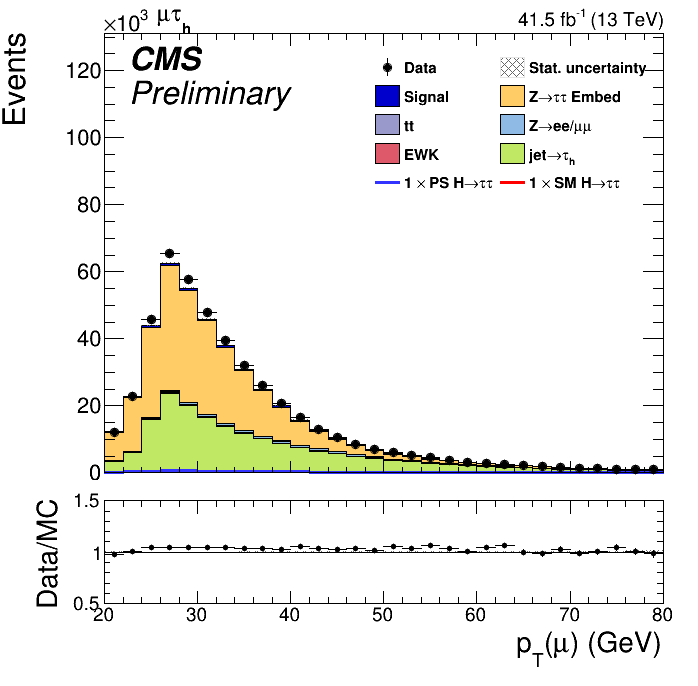 ×10³ μτh 41.5 fb⁻¹ (13 TeV)
CMS
Preliminary
Data Stat. uncertainty
Signal Z→ττ Embed
tt Z→ee/μμ
EWK jet→τh
1 × PS H→ττ 1 × SM H→ττ
Events
120
100
80
60
40
20
0
Data/MC
1.5
1
0.5
20 30 40 50 60 70 80
pT(μ) (GeV)